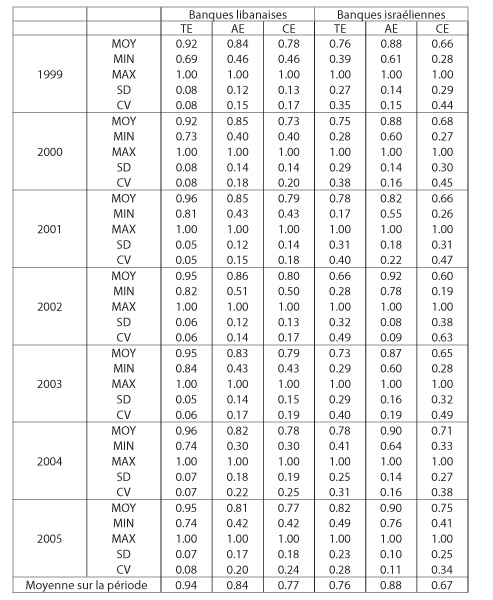 Banques libanaises Banques israéliennes
TE AE CE TE AE CE
MOY 0.92 0.84 0.78 0.76 0.88 0.66
MIN 0.69 0.46 0.46 0.39 0.61 0.28
1999 MAX 1.00 1.00 1.00 1.00 1.00 1.00
SD 0.08 0.12 0.13 0.27 0.14 0.29
CV 0.08 0.15 0.17 0.35 0.15 0.44
MOY 0.92 0.85 0.73 0.75 0.88 0.68
MIN 0.73 0.40 0.40 0.28 0.60 0.27
2000 MAX 1.00 1.00 1.00 1.00 1.00 1.00
SD 0.08 0.14 0.14 0.29 0.14 0.30
CV 0.08 0.18 0.20 0.38 0.16 0.45
MOY 0.96 0.85 0.79 0.78 0.82 0.66
MIN 0.81 0.43 0.43 0.17 0.55 0.26
2001 MAX 1.00 1.00 1.00 1.00 1.00 1.00
SD 0.05 0.12 0.14 0.31 0.18 0.31
CV 0.05 0.15 0.18 0.40 0.22 0.47
MOY 0.95 0.86 0.80 0.66 0.92 0.60
MIN 0.82 0.51 0.50 0.28 0.78 0.19
2002 MAX 1.00 1.00 1.00 1.00 1.00 1.00
SD 0.06 0.12 0.13 0.32 0.08 0.38
CV 0.06 0.14 0.17 0.49 0.09 0.63
MOY 0.95 0.83 0.79 0.73 0.87 0.65
MIN 0.84 0.43 0.43 0.29 0.60 0.28
2003 MAX 1.00 1.00 1.00 1.00 1.00 1.00
SD 0.05 0.14 0.15 0.29 0.16 0.32
CV 0.06 0.17 0.19 0.40 0.19 0.49
MOY 0.96 0.82 0.78 0.78 0.90 0.71
MIN 0.74 0.30 0.30 0.41 0.64 0.33
2004 MAX 1.00 1.00 1.00 1.00 1.00 1.00
SD 0.07 0.18 0.19 0.25 0.14 0.27
CV 0.07 0.22 0.25 0.31 0.16 0.38
MOY 0.95 0.81 0.77 0.82 0.90 0.75
MIN 0.74 0.42 0.42 0.49 0.76 0.41
2005 MAX 1.00 1.00 1.00 1.00 1.00 1.00
SD 0.07 0.17 0.18 0.23 0.10 0.25
CV 0.08 0.20 0.24 0.28 0.11 0.34
Moyenne sur la période 0.94 0.84 0.77 0.76 0.88 0.67